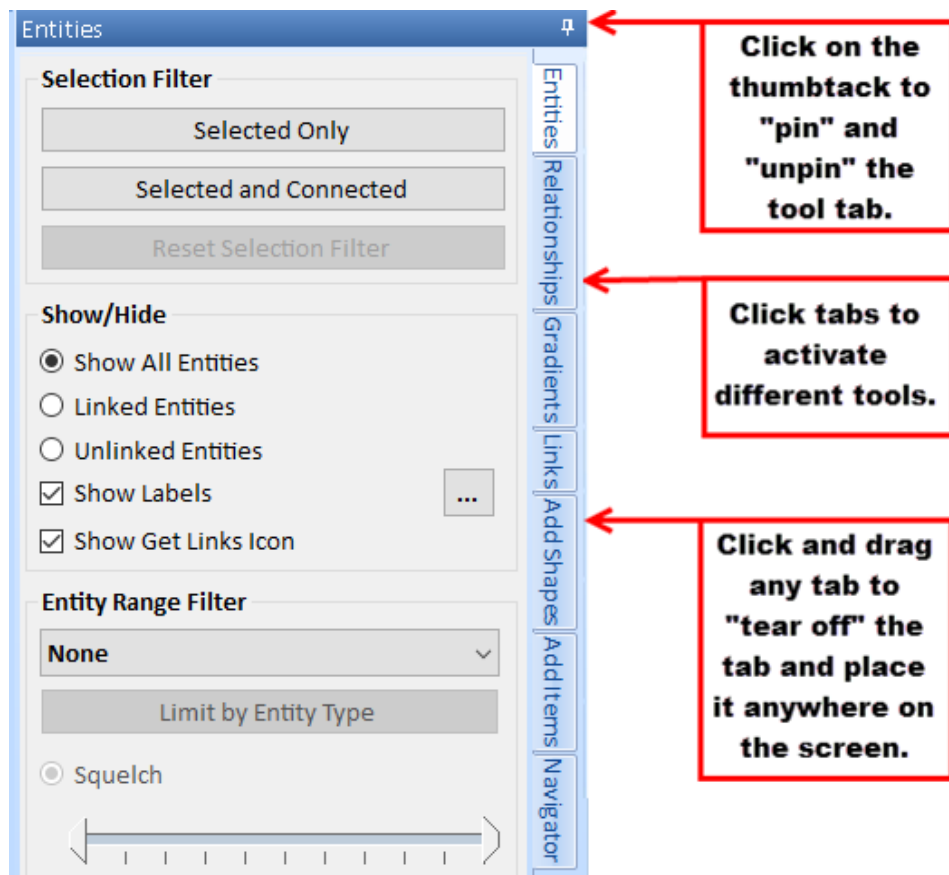 Entities
Selection Filter
Selected Only
Selected and Connected
Reset Selection Filter
Show/Hide
Show All Entities
Linked Entities
Unlinked Entities
Show Labels
...
Show Get Links Icon
Entity Range Filter
None
Limit by Entity Type
Squelch
Entities
Relationships
Gradients
Links
Add Shapes
Add Items
Navigator
Click on the
thumbtack to
"pin" and
"unpin" the
tool tab.
Click tabs to
activate
different tools.
Click and drag
any tab to
"tear off" the
tab and place
it anywhere on
the screen.